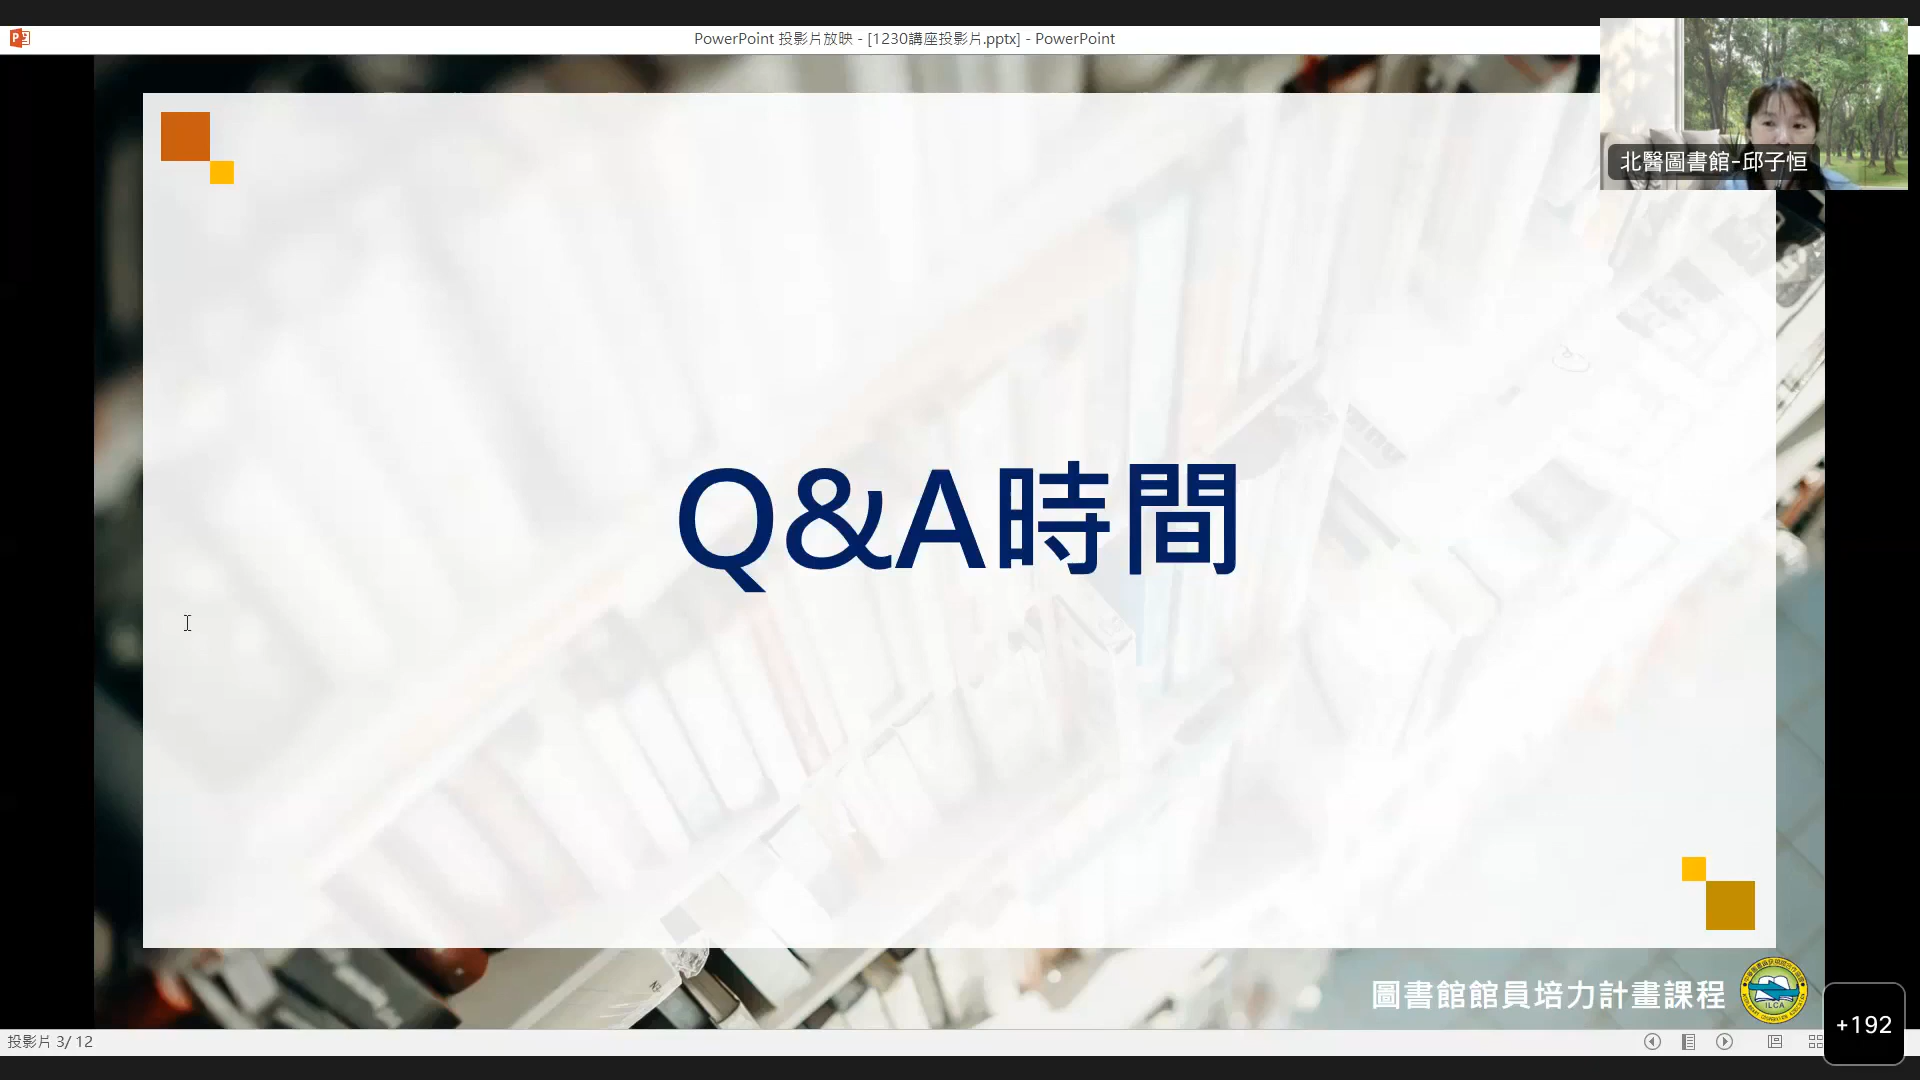 PowerPoint 投影片放映 - [1230講座投影片.pptx] - PowerPoint
北醫圖書館-邱子恒
Q&A時間
圖書館館員培力計畫課程
ILCA
投影片 3/ 12
+192